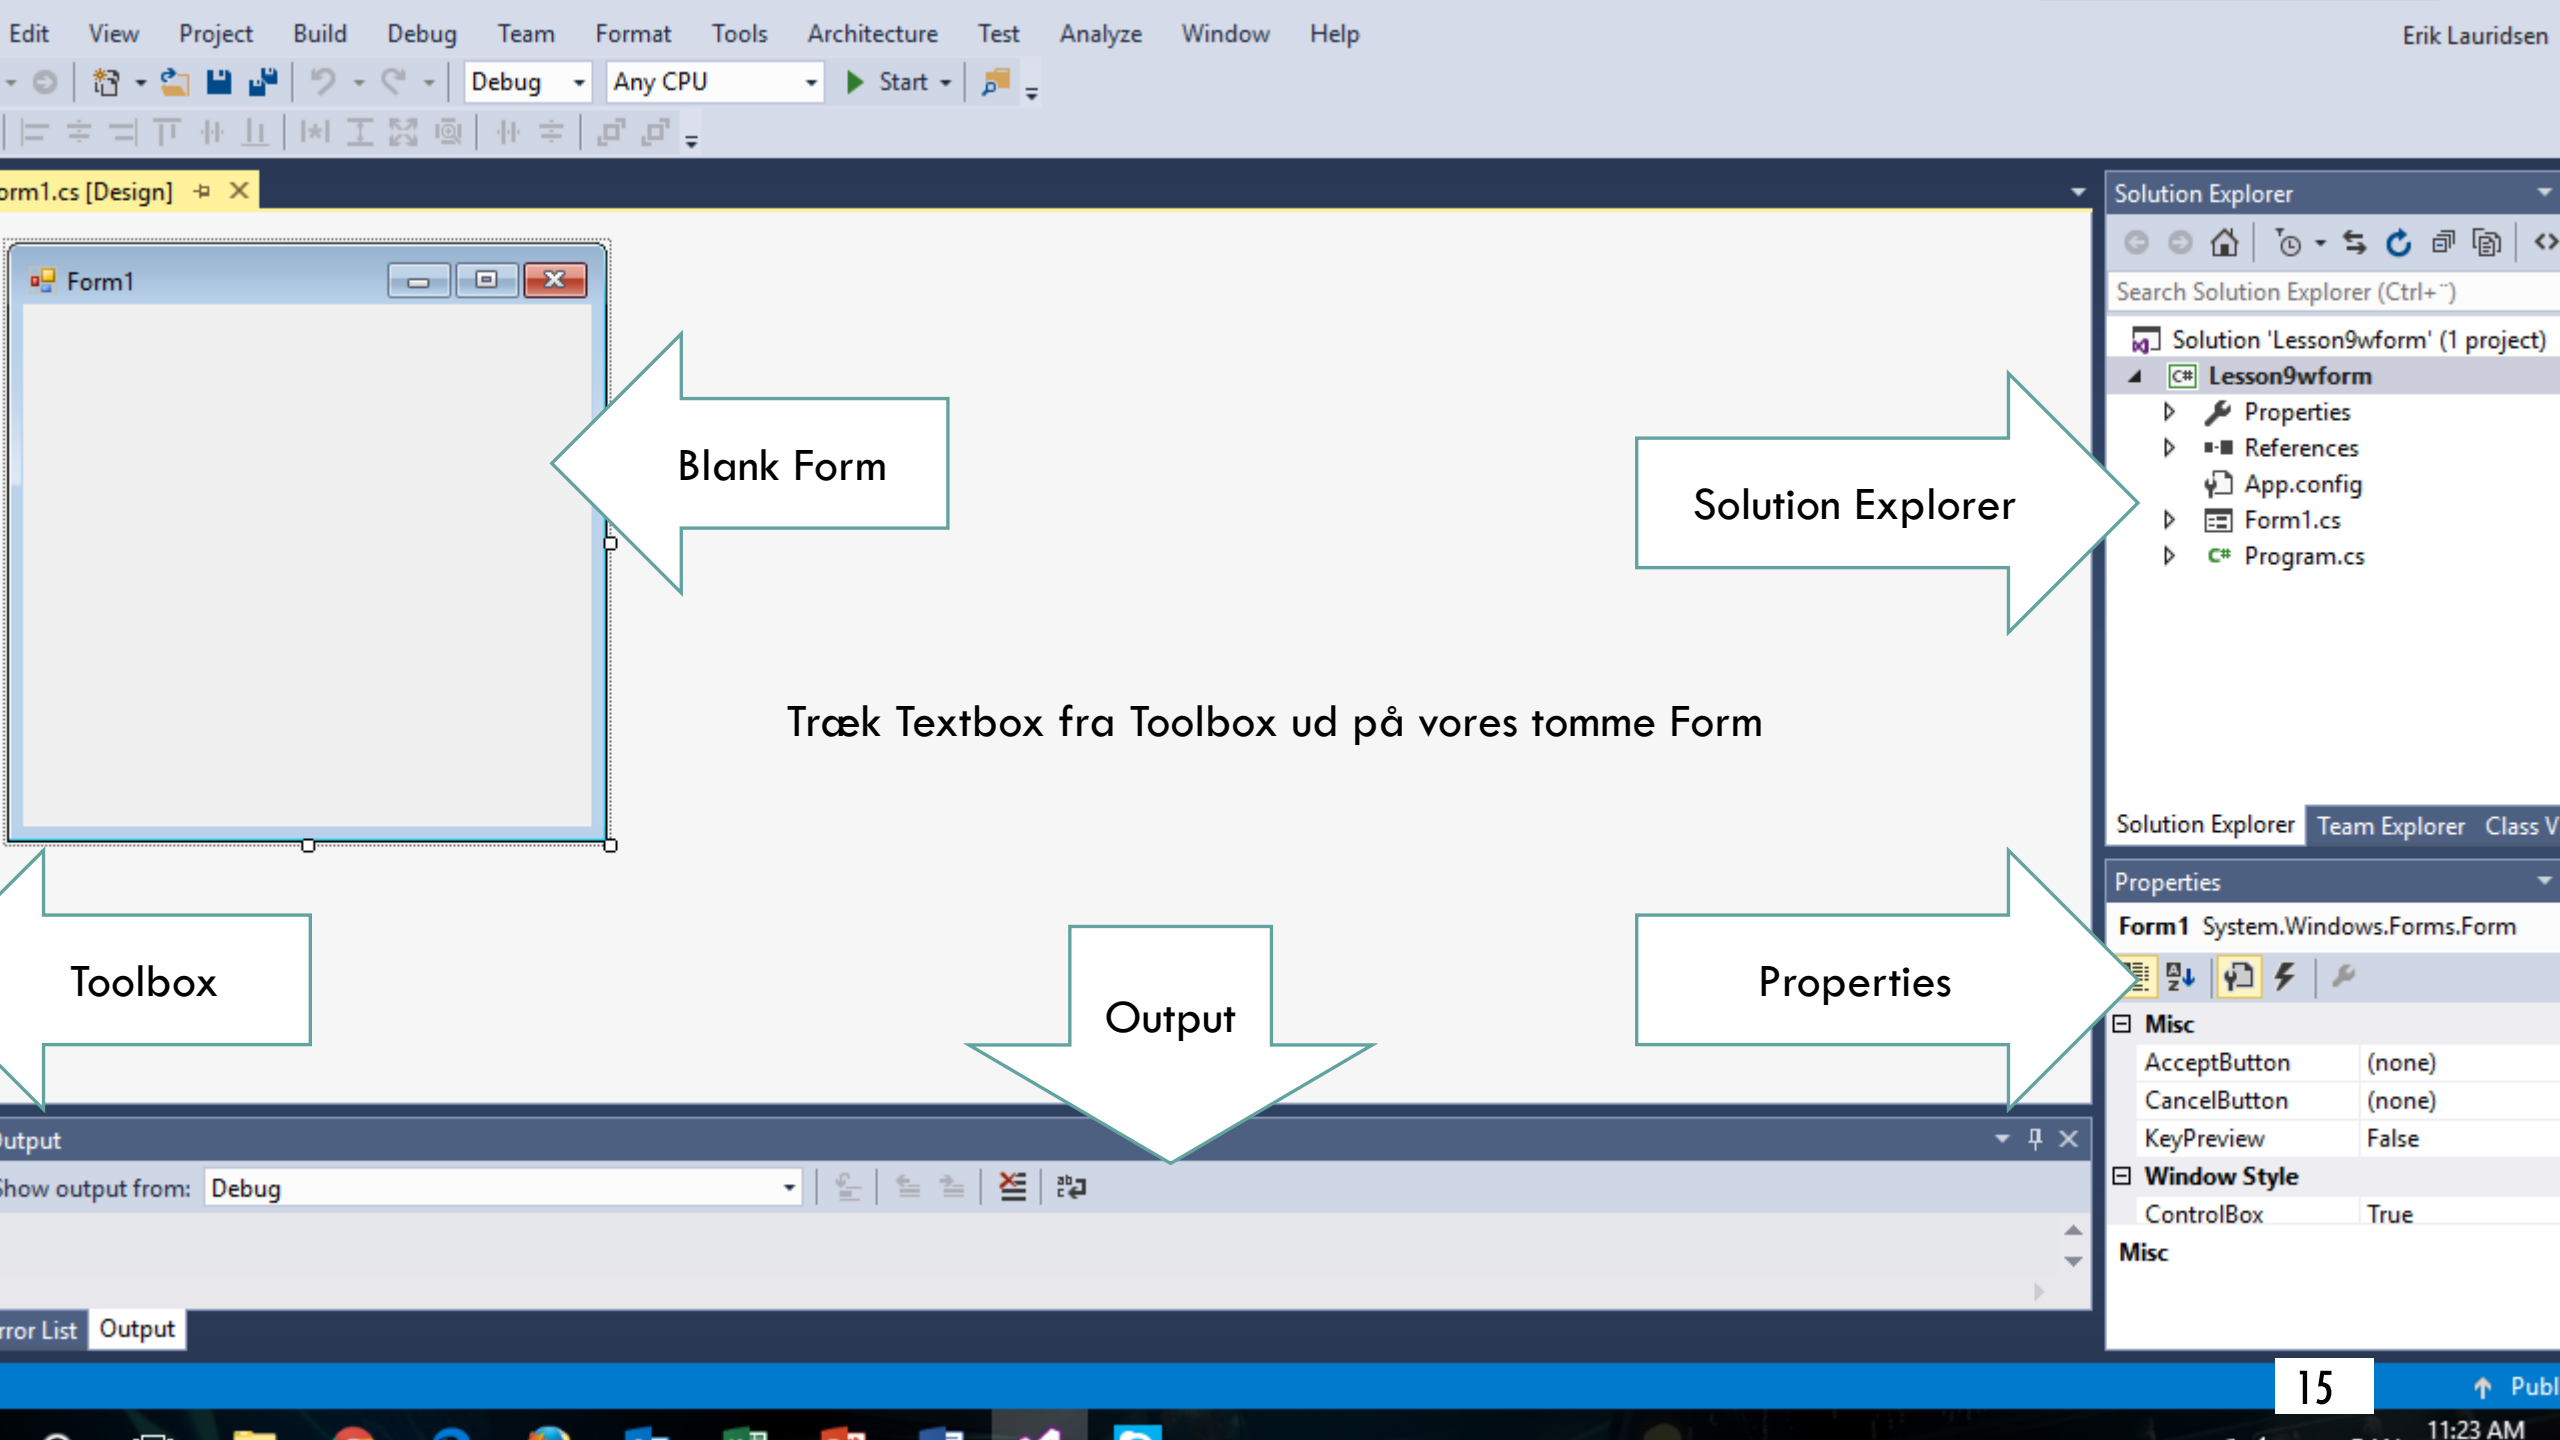 Edit View Project Build Debug Team Format Tools Architecture Test Analyze Window Help Erik Lauridsen
Debug Any CPU Start
orm1.cs [Design]
Form1
Blank Form
Træk Textbox fra Toolbox ud på vores tomme Form
Toolbox
Output
Solution Explorer
Properties
Solution Explorer
Search Solution Explorer (Ctrl+¨)
Solution 'Lesson9wform' (1 project)
C# Lesson9wform
Properties
References
App.config
Form1.cs
C# Program.cs
Solution Explorer Team Explorer Class V
Properties
Form1 System.Windows.Forms.Form
Misc
AcceptButton (none)
CancelButton (none)
KeyPreview False
Window Style
ControlBox True
Misc
utput
Show output from: Debug
rror List Output
15
Publ
11:23 AM